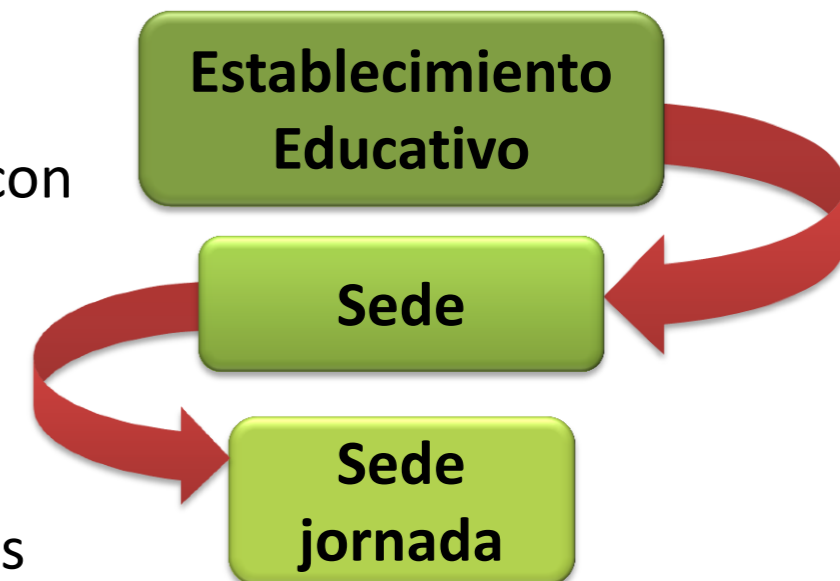 Establecimiento
Educativo
con
Sede
Sede
jornada
s